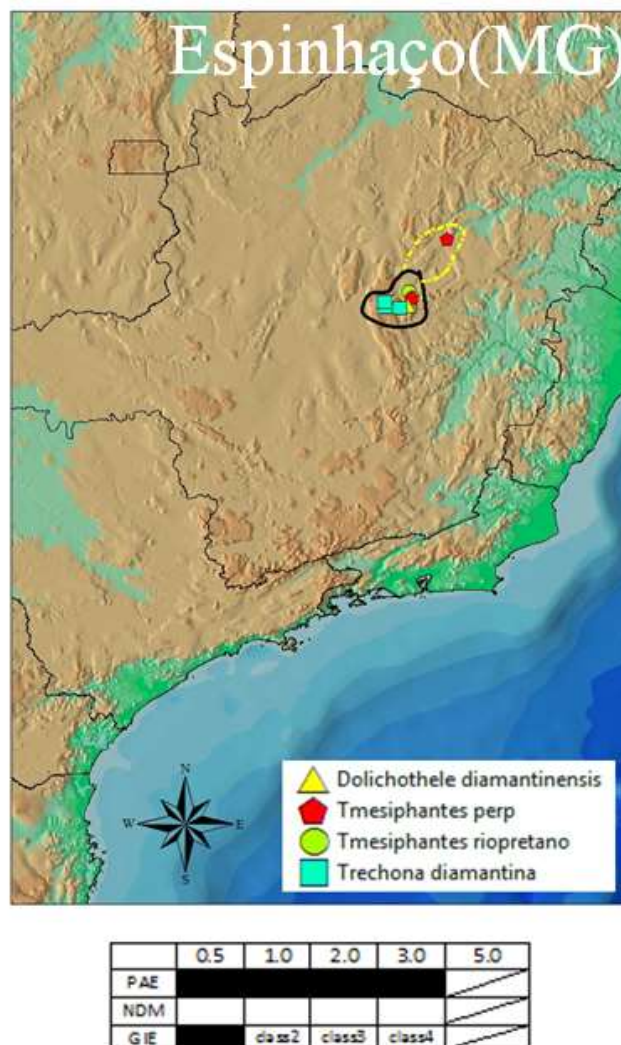 Espinhaço(MG)
N
W E
S
Dolichothele diamantinensis
Tmesiphantes perp
Tmesiphantes riopretano
Trechona diamantina
0.5 1.0 2.0 3.0 5.0
PAE
NDM
GIE class2 class3 class4